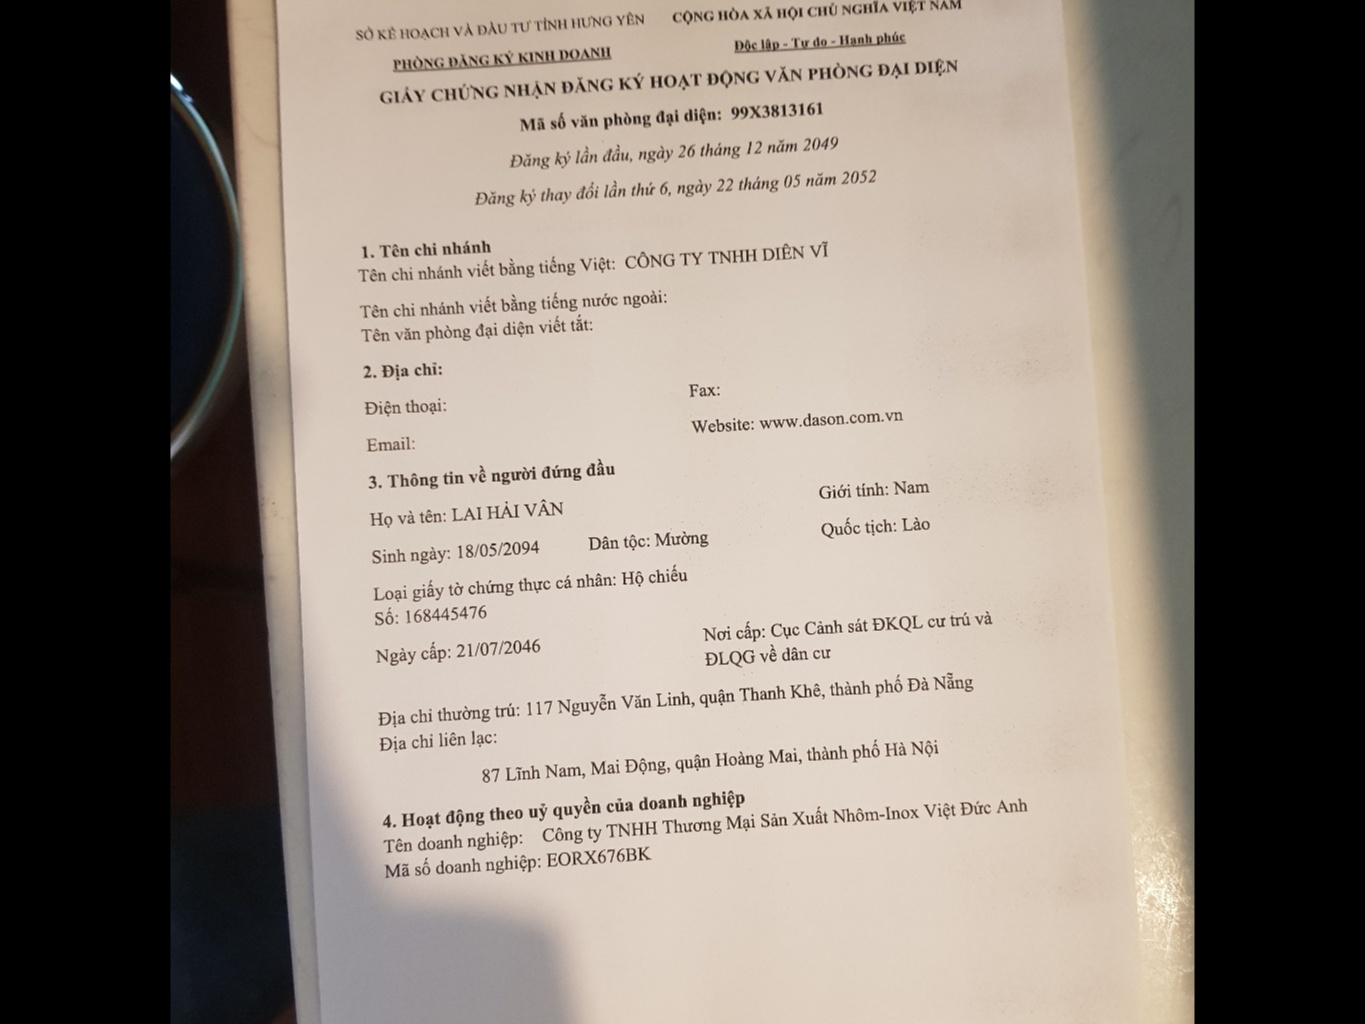 SỞ KẾ HOẠCH VÀ ĐẦU TƯ TỈNH HƯNG YÊN
CỘNG HÒA XÃ HỘI CHỦ NGHĨA VIỆT NAM
PHÒNG ĐĂNG KÝ KINH DOANH
Độc lập - Tự do - Hạnh phúc
GIẤY CHỨNG NHẬN ĐĂNG KÝ HOẠT ĐỘNG VĂN PHÒNG ĐẠI DIỆN
Mã số văn phòng đại diện: 99X3813161
Đăng ký lần đầu, ngày 26 tháng 12 năm 2049
Đăng ký thay đổi lần thứ 6, ngày 22 tháng 05 năm 2052
1. Tên chi nhánh
Tên chi nhánh viết bằng tiếng Việt: CÔNG TY TNHH DIÊN VĨ
Tên chi nhánh viết bằng tiếng nước ngoài:
Tên văn phòng đại diện viết tắt:
2. Địa chỉ:
Điện thoại:
Fax:
Email:
Website: www.dason.com.vn
3. Thông tin về người đứng đầu
Họ và tên: LAI HẢI VÂN
Giới tính: Nam
Sinh ngày: 18/05/2094
Dân tộc: Mường
Quốc tịch: Lào
Loại giấy tờ chứng thực cá nhân: Hộ chiếu
Số: 168445476
Ngày cấp: 21/07/2046
Nơi cấp: Cục Cảnh sát ĐKQL cư trú và
ĐLQG về dân cư
Địa chỉ thường trú: 117 Nguyễn Văn Linh, quận Thanh Khê, thành phố Đà Nẵng
Địa chỉ liên lạc:
87 Lĩnh Nam, Mai Động, quận Hoàng Mai, thành phố Hà Nội
4. Hoạt động theo uỷ quyền của doanh nghiệp
Tên doanh nghiệp: Công ty TNHH Thương Mại Sản Xuất Nhôm-Inox Việt Đức Anh
Mã số doanh nghiệp: EORX676BK